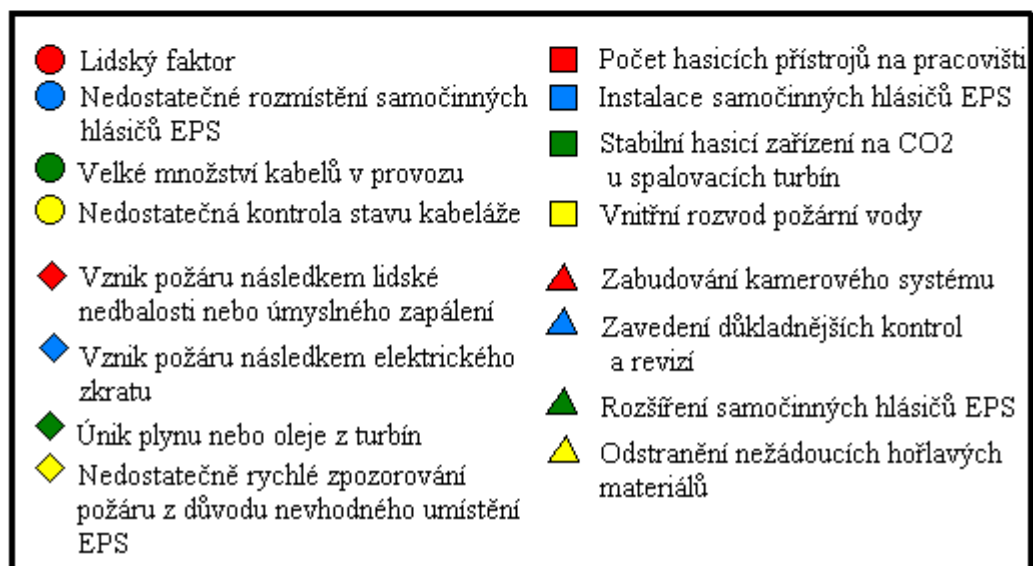 Lidský faktor
Nedostatečné rozmístění samočinných
hlásičů EPS
Velké množství kabelů v provozu
Nedostatečná kontrola stavu kabeláže
Vznik požáru následkem lidské
nedbalosti nebo úmyslného zapálení
Vznik požáru následkem elektrického
zkratu
Únik plynu nebo oleje z turbín
Nedostatečně rychlé zpozorování
požáru z důvodu nevhodného umístění
EPS
Počet hasicích přístrojů na pracovišti
Instalace samočinných hlásičů EPS
Stabilní hasicí zařízení na CO2
u spalovacích turbín
Vnitřní rozvod požární vody
Zabudování kamerového systému
Zavedení důkladnějších kontrol
a revizí
Rozšíření samočinných hlásičů EPS
Odstranění nežádoucích hořlavých
materiálů